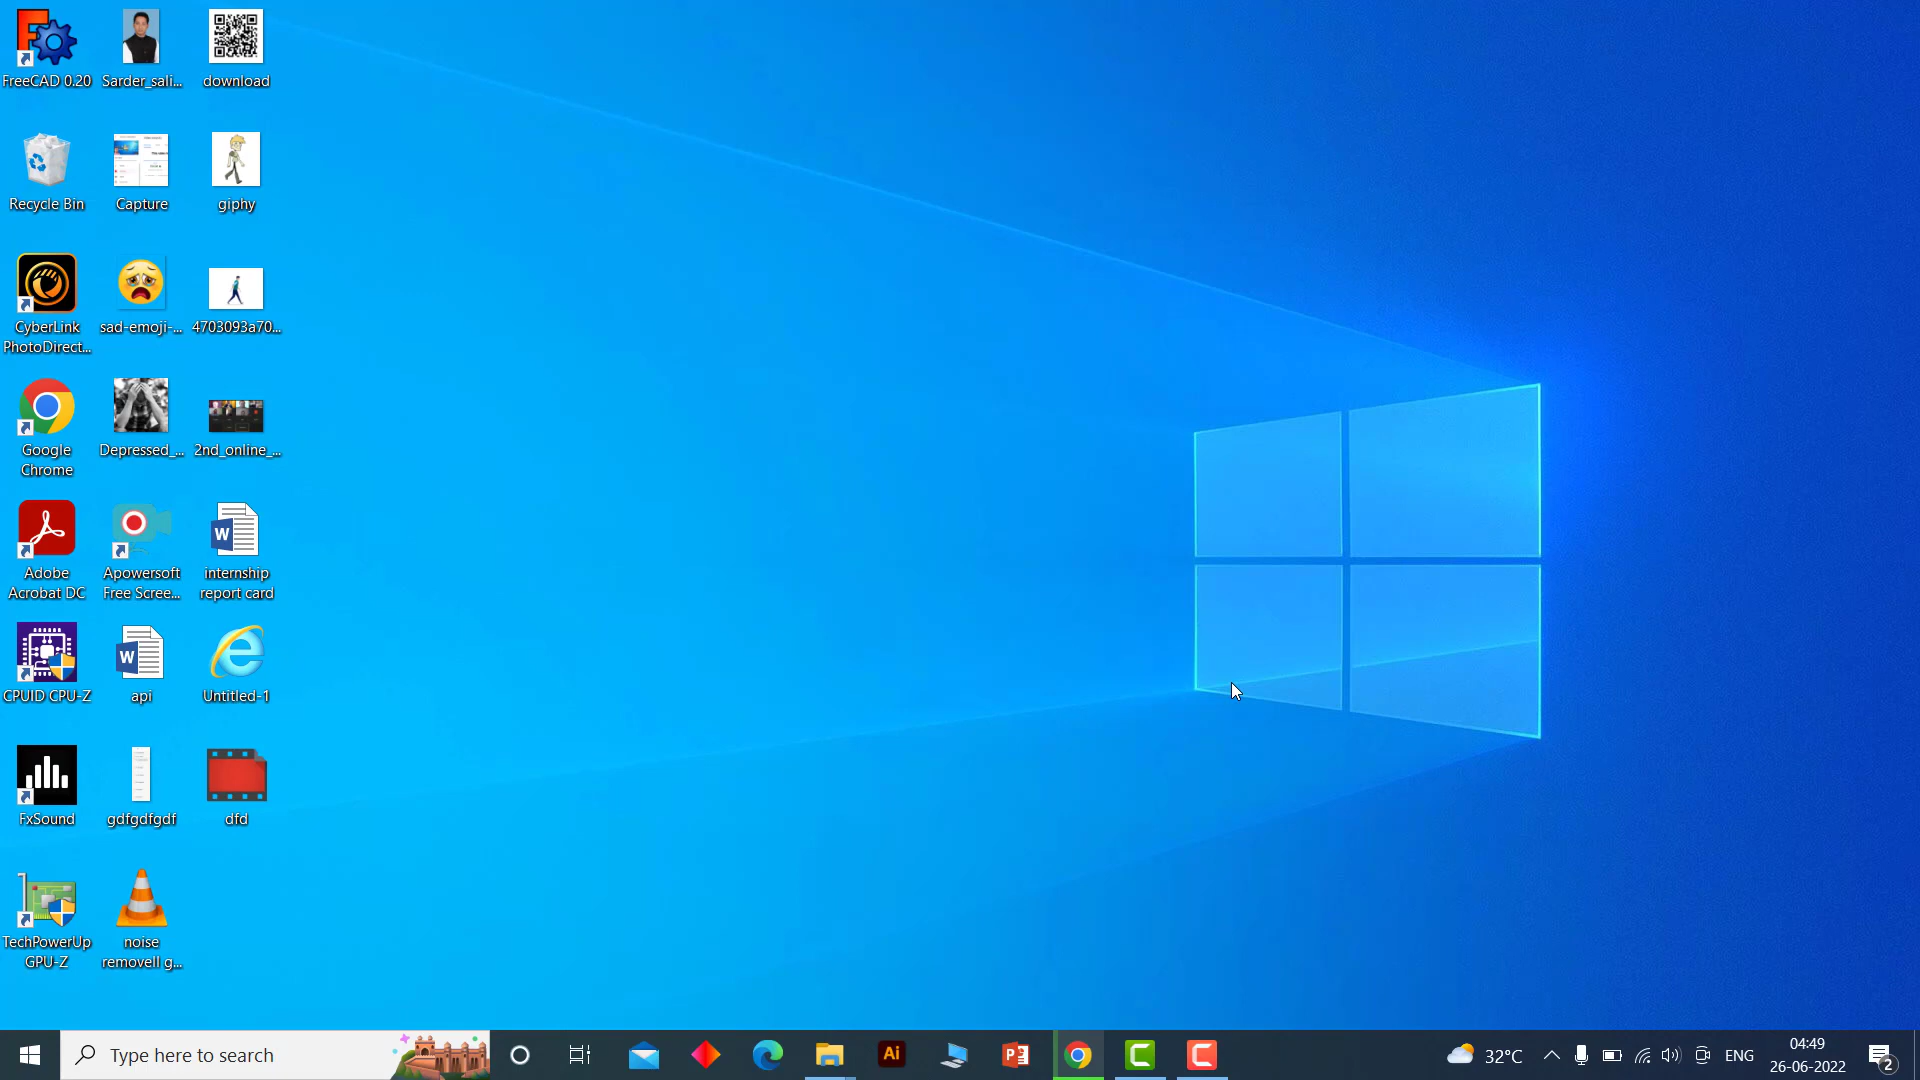 FreeCAD 0.20
Sarder_sali...
download
Recycle Bin
Capture
giphy
CyberLink
PhotoDirect...
sad-emoji-...
4703093a70...
Google
Chrome
Depressed_...
2nd_online_...
Adobe
Acrobat DC
Apowersoft
Free Scree...
internship
report card
CPUID CPU-Z
api
Untitled-1
FxSound
gdfgdfgdf
dfd
TechPowerUp
GPU-Z
noise
removell g...
Type here to search
Ai
32°C
ENG
04:49
26-06-2022
2